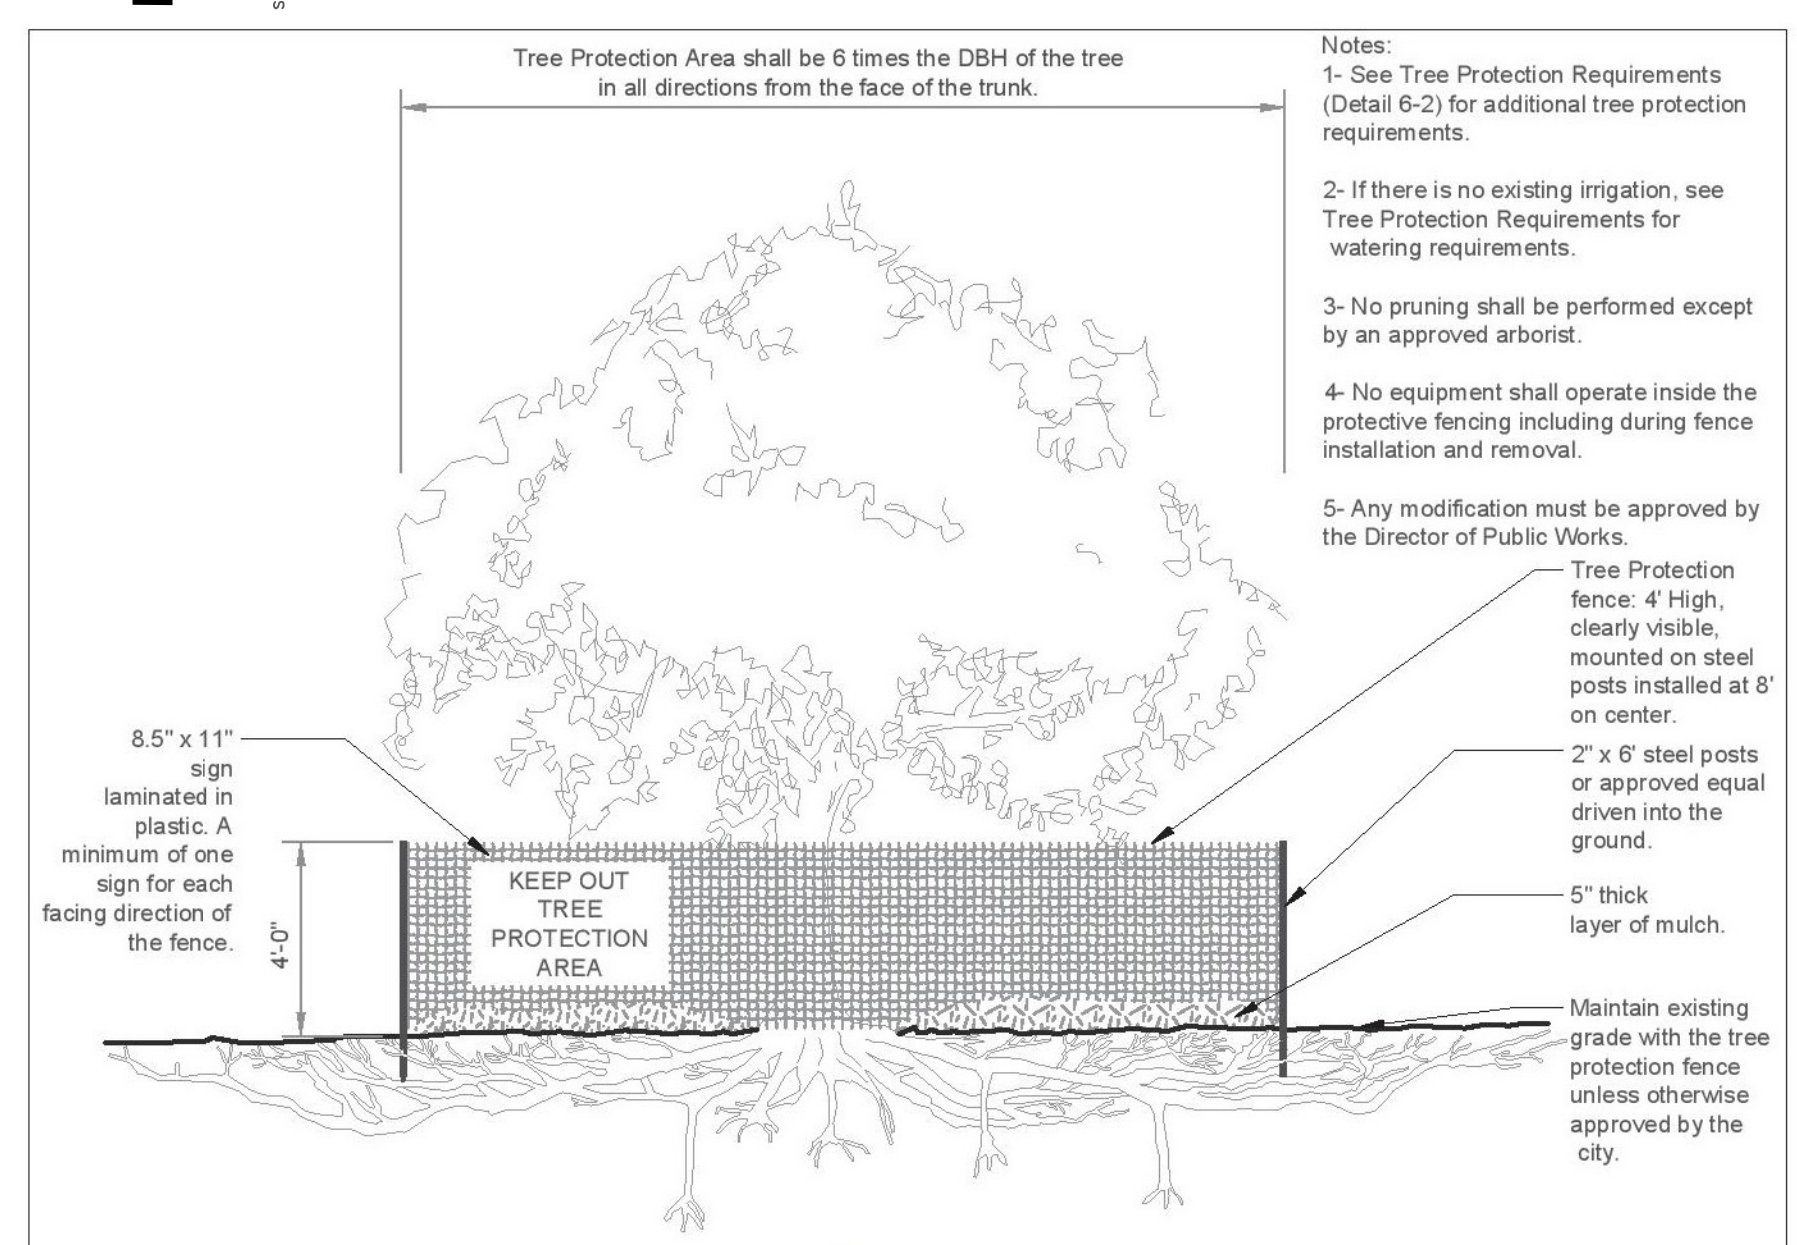 Tree Protection Area shall be 6 times the DBH of the tree
in all directions from the face of the trunk.
Notes:
1- See Tree Protection Requirements
(Detail 6-2) for additional tree protection
requirements.
2- If there is no existing irrigation, see
Tree Protection Requirements for
watering requirements.
3- No pruning shall be performed except
by an approved arborist.
4- No equipment shall operate inside the
protective fencing including during fence
installation and removal.
5- Any modification must be approved by
the Director of Public Works.
Tree Protection
fence: 4' High,
clearly visible,
mounted on steel
posts installed at 8'
on center.
2" x 6' steel posts
or approved equal
driven into the
ground.
5" thick
layer of mulch.
Maintain existing
grade with the tree
protection fence
unless otherwise
approved by the
city.
8.5" x 11"
sign
laminated in
plastic. A
minimum of one
sign for each
facing direction of
the fence.
4'-0"
KEEP OUT
TREE
PROTECTION
AREA